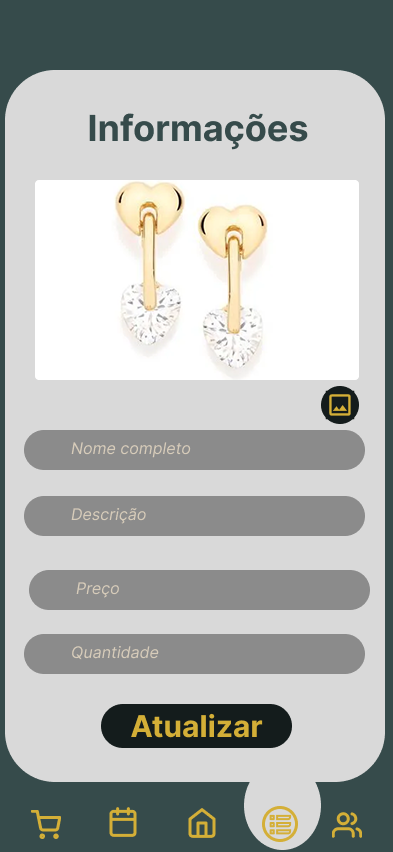 Informações
Nome completo
Descrição
Preço
Quantidade
Atualizar